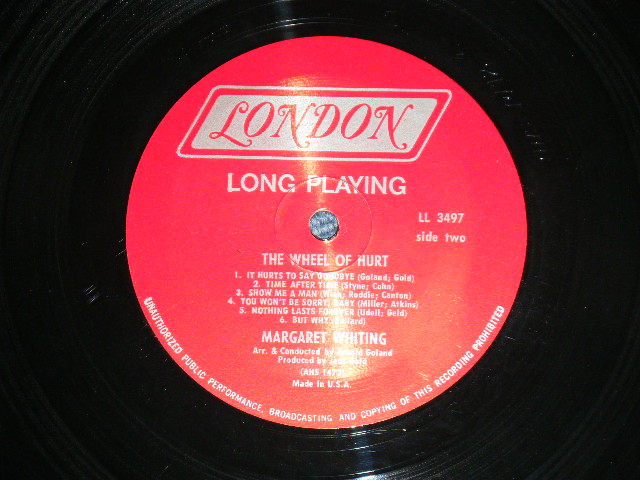 LONDON
LONG PLAYING
LL 3497
side two
THE WHEEL OF HURT
1. IT HURTS TO SAY GOODBYE (Goland; Gold)
2. TIME AFTER TIME (Styne; Cahn)
3. SHOW ME A MAN (Roddie; Canton)
4. YOU WON'T BE SORRY, BABY (Miller; Atkins)
5. NOTHING LASTS FOREVER (Udell; Geld)
6. BUT WHY
MARGARET WHITING
Arr. & Conducted by Arnold Goland
Produced by Jack Gold
Made in U.S.A.
UNAUTHORIZED PUBLIC PERFORMANCE, BROADCASTING AND COPYING OF THIS RECORDING PROHIBITED